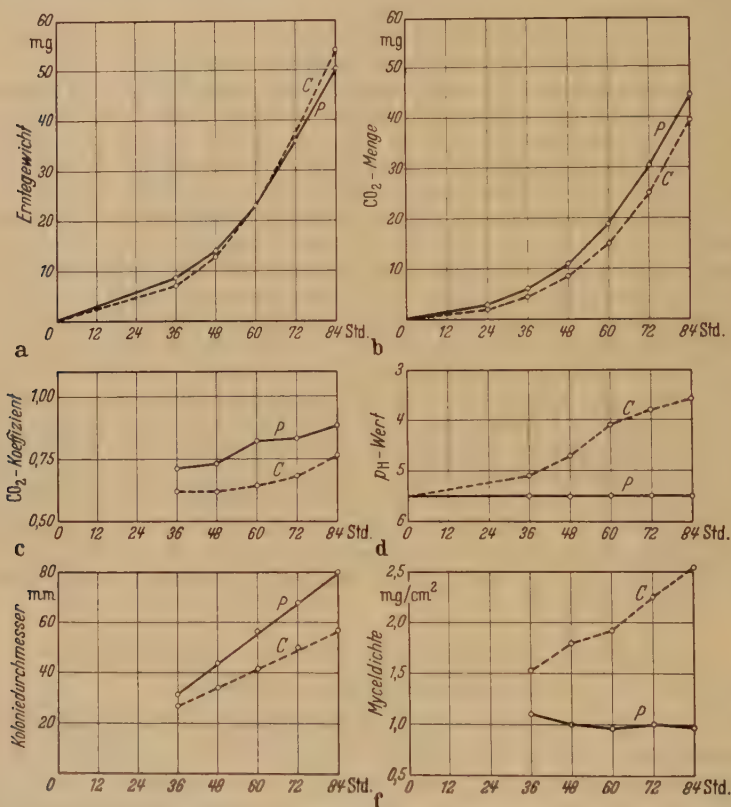 60
mg
50
40
30
20
10
Erntegewicht
C
P
0 12 24 36 48 60 72 84 Std.
a
60
mg
50
40
30
20
10
CO₂-Menge
P
C
0 12 24 36 48 60 72 84 Std.
b
1,00
0,75
0,50
CO₂-Koeffizient
P
C
0 12 24 36 48 60 72 84 Std.
c
3
4
5
6
pH-Wert
C
P
0 12 24 36 48 60 72 84 Std.
d
80
mm
60
40
20
Koloniedurchmesser
P
C
0 12 24 36 48 60 72 84 Std.
2,5
mg/cm²
2,0
1,5
1,0
0,5
Myceldichte
C
P
0 12 24 36 48 60 72 84 Std.
f